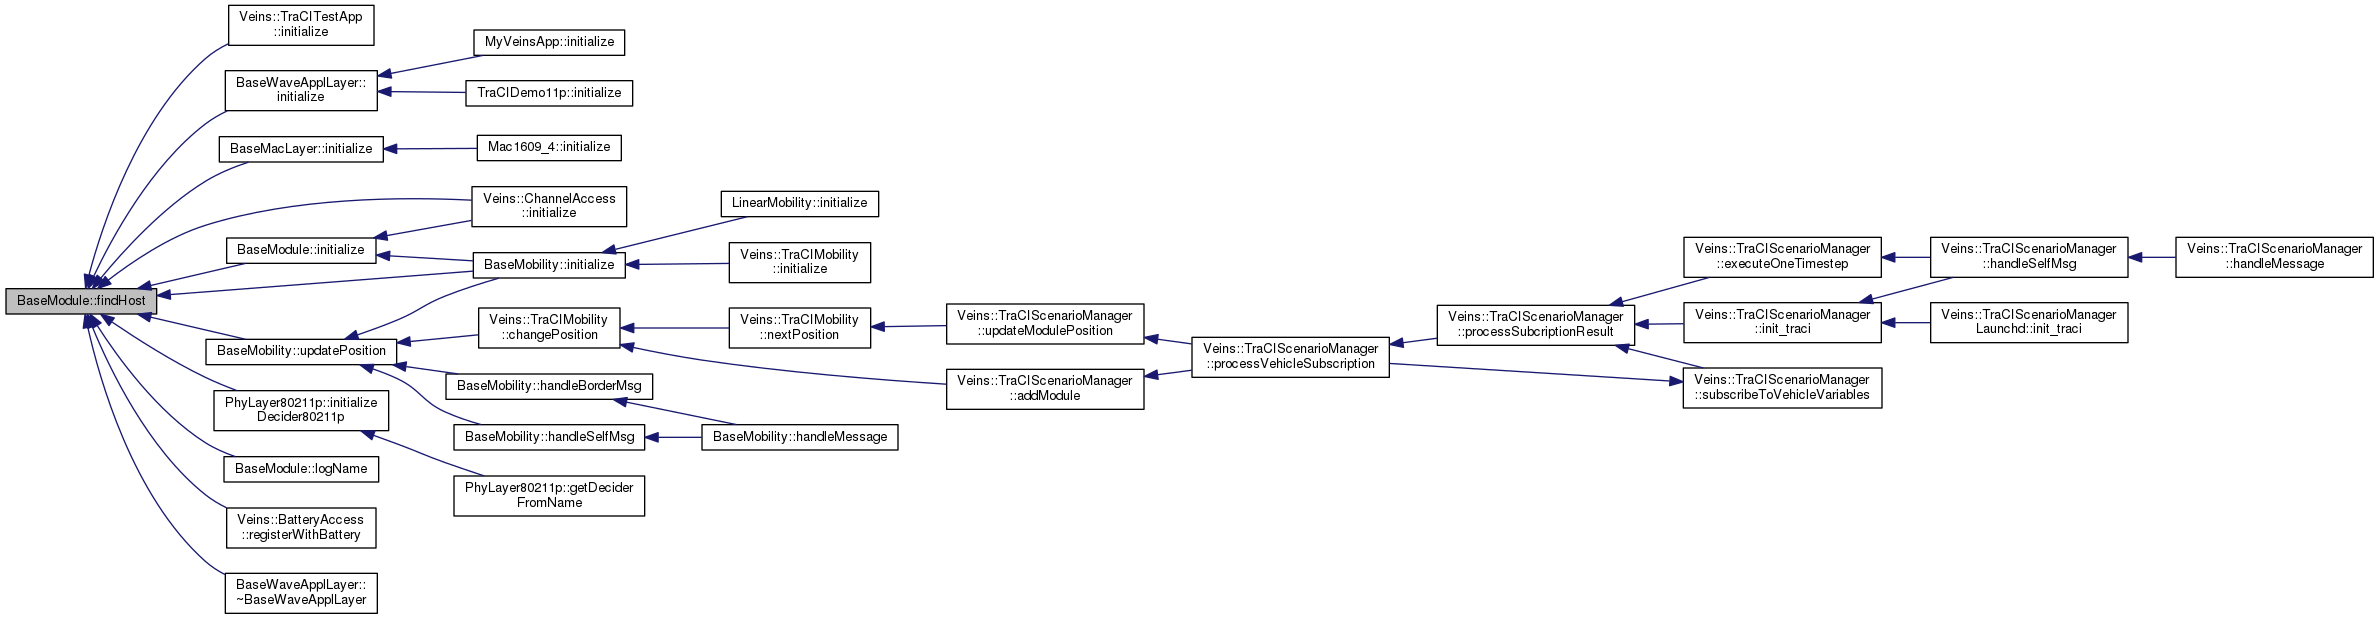 Veins::TraCITestApp
::initialize
MyVeinsApp::initialize
BaseWaveApplLayer::
initialize
TraCIDemo11p::initialize
BaseMacLayer::initialize
Mac1609_4::initialize
Veins::ChannelAccess
::initialize
LinearMobility::initialize
BaseModule::initialize
BaseMobility::initialize
Veins::TraCIMobility
::initialize
Veins::TraCIScenarioManager
::executeOneTimestep
Veins::TraCIScenarioManager
::handleSelfMsg
Veins::TraCIScenarioManager
::handleMessage
BaseModule::findHost
Veins::TraCIMobility
::changePosition
Veins::TraCIMobility
::nextPosition
Veins::TraCIScenarioManager
::updateModulePosition
Veins::TraCIScenarioManager
::processSubcriptionResult
Veins::TraCIScenarioManager
::init_traci
Veins::TraCIScenarioManager
Launchd::init_traci
BaseMobility::updatePosition
Veins::TraCIScenarioManager
::processVehicleSubscription
BaseMobility::handleBorderMsg
Veins::TraCIScenarioManager
::addModule
Veins::TraCIScenarioManager
::subscribeToVehicleVariables
PhyLayer80211p::initialize
Decider80211p
BaseMobility::handleSelfMsg
BaseMobility::handleMessage
BaseModule::logName
PhyLayer80211p::getDecider
FromName
Veins::BatteryAccess
::registerWithBattery
BaseWaveApplLayer::
~BaseWaveApplLayer